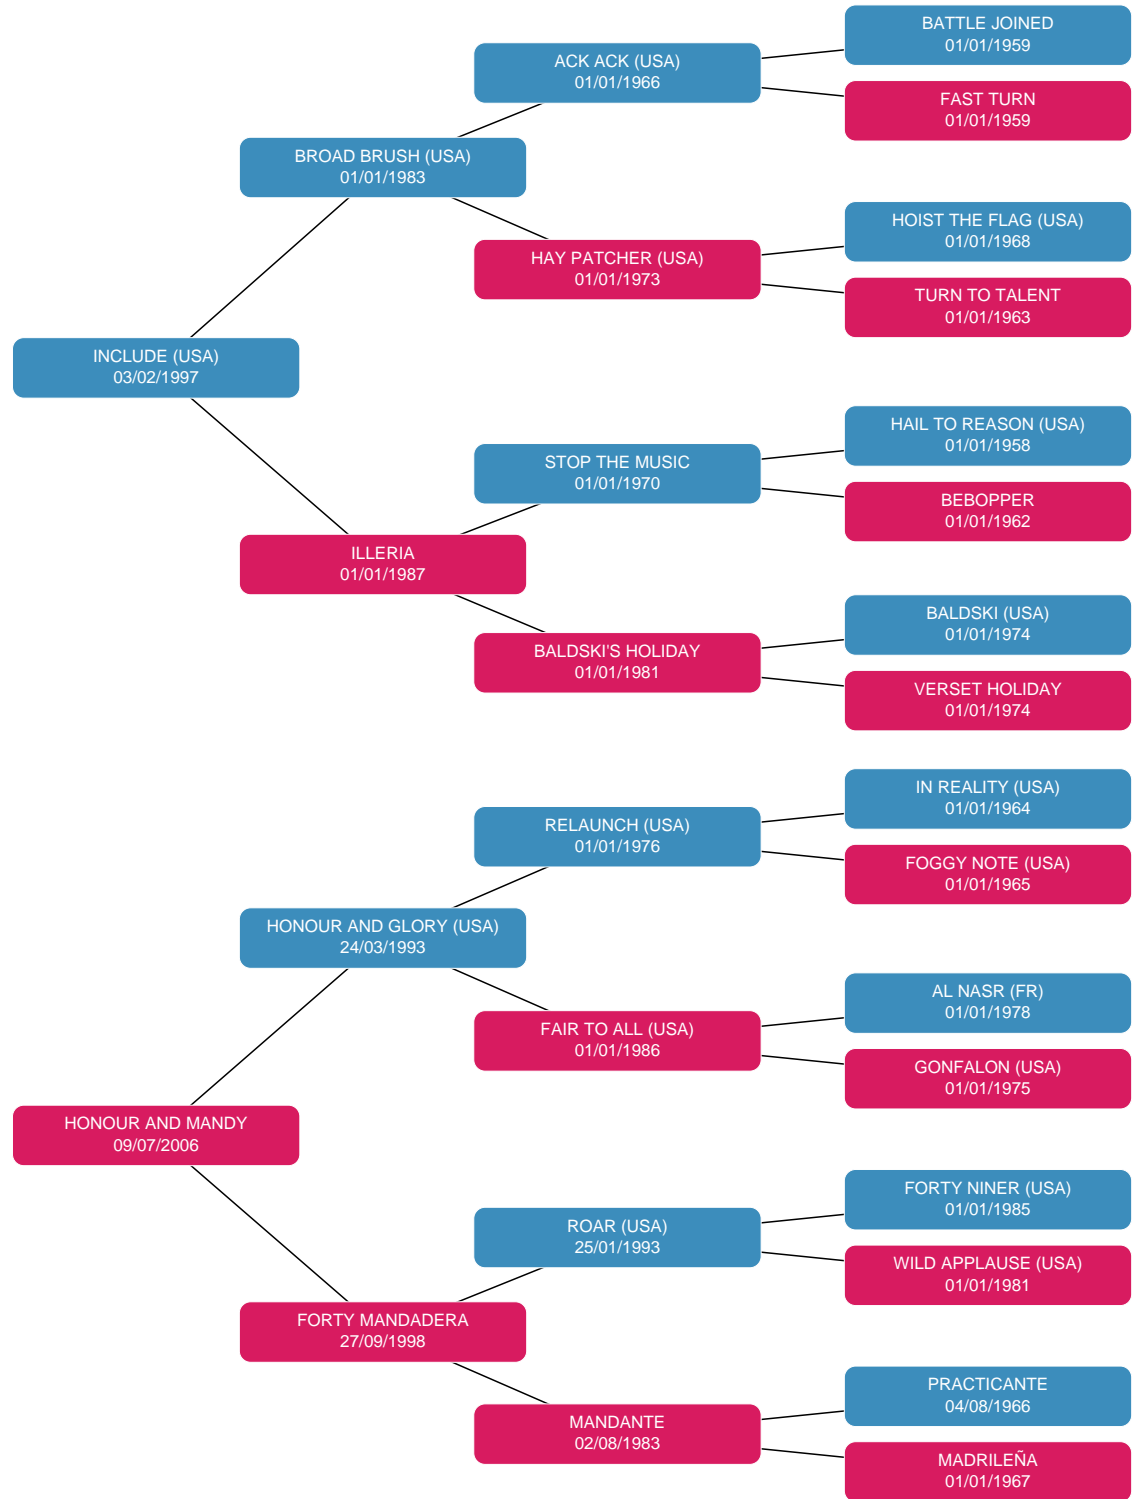 BATTLE JOINED
01/01/1959
ACK ACK (USA)
01/01/1966
FAST TURN
01/01/1959
BROAD BRUSH (USA)
01/01/1983
HOIST THE FLAG (USA)
01/01/1968
HAY PATCHER (USA)
01/01/1973
TURN TO TALENT
01/01/1963
INCLUDE (USA)
03/02/1997
HAIL TO REASON (USA)
01/01/1958
STOP THE MUSIC
01/01/1970
BEBOPPER
01/01/1962
ILLERIA
01/01/1987
BALDSKI (USA)
01/01/1974
BALDSKI'S HOLIDAY
01/01/1981
VERSET HOLIDAY
01/01/1974
IN REALITY (USA)
01/01/1964
RELAUNCH (USA)
01/01/1976
FOGGY NOTE (USA)
01/01/1965
HONOUR AND GLORY (USA)
24/03/1993
AL NASR (FR)
01/01/1978
FAIR TO ALL (USA)
01/01/1986
GONFALON (USA)
01/01/1975
HONOUR AND MANDY
09/07/2006
FORTY NINER (USA)
01/01/1985
ROAR (USA)
25/01/1993
WILD APPLAUSE (USA)
01/01/1981
FORTY MANDADERA
27/09/1998
PRACTICANTE
04/08/1966
MANDANTE
02/08/1983
MADRILEÑA
01/01/1967